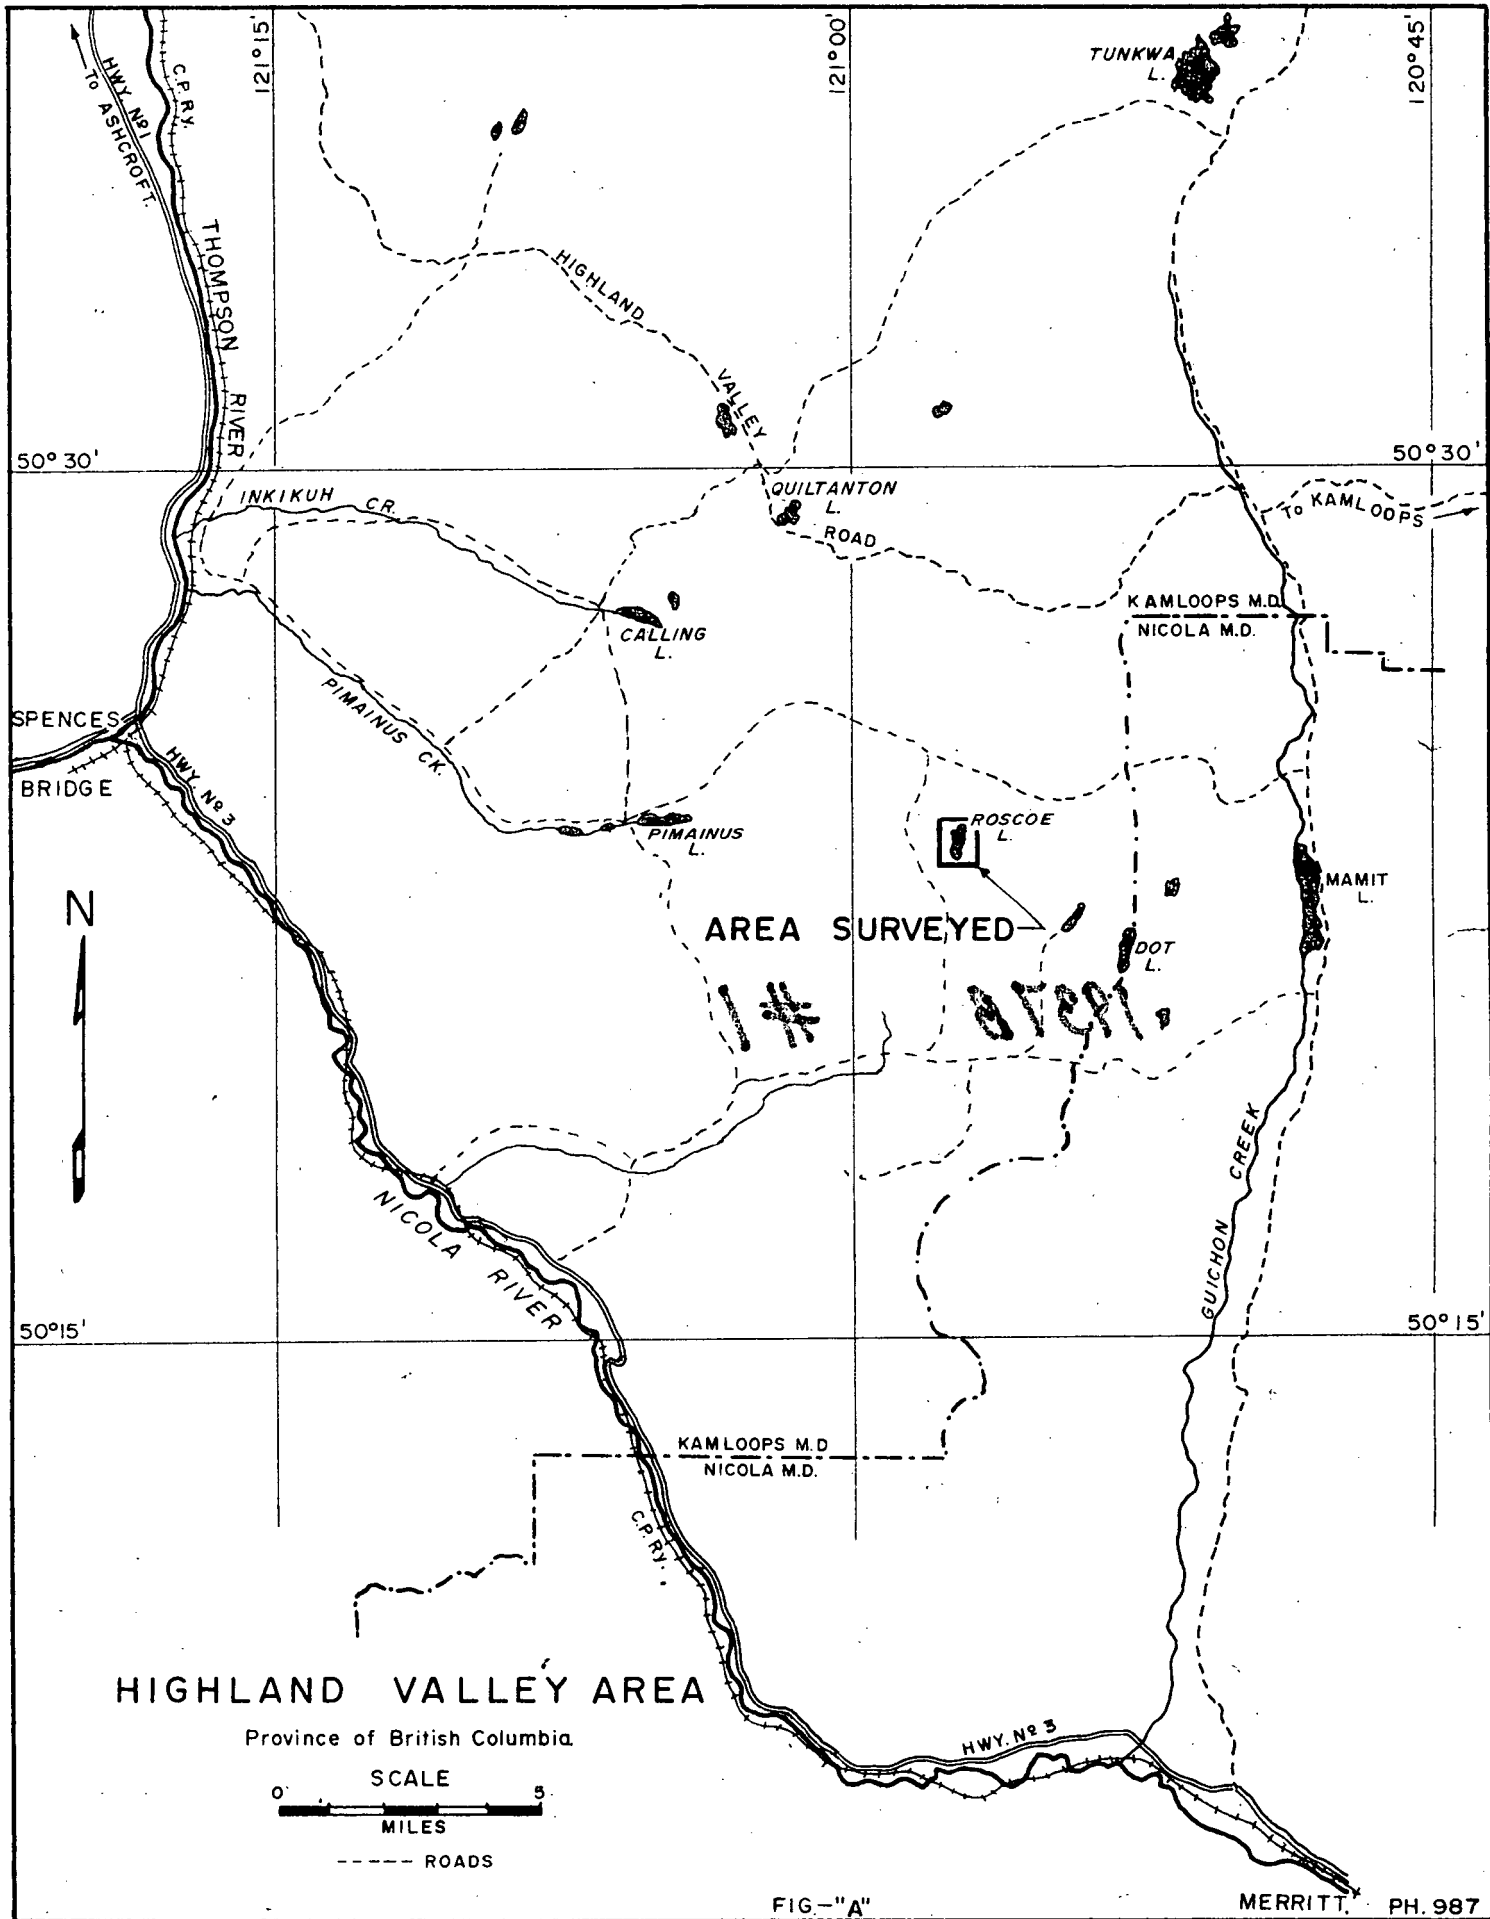 121°15'
121°00'
120°45'
TUNKWA
L.
HWY. Nº 1
To ASHCROFT.
C.P.Ry.
THOMPSON
RIVER
HIGHLAND
VALLEY
ROAD
50°30'
50°30'
INKIKUH CR.
QUILTANTON
L.
To KAMLOOPS
CALLING
L.
KAMLOOPS M.D.
NICOLA M.D.
PIMAINUS CK.
SPENCES
BRIDGE
HWY. Nº 3
PIMAINUS
L.
ROSCOE
L.
MAMIT
L.
N
AREA SURVEYED
DOT
L.
NICOLA RIVER
GUICHON CREEK
50°15'
50°15'
KAMLOOPS M.D
NICOLA M.D.
C.P.Ry.
HIGHLAND VALLEY AREA
Province of British Columbia.
SCALE
0 5
MILES
ROADS
HWY. Nº 3
FIG.-"A"
MERRITT.
PH. 987